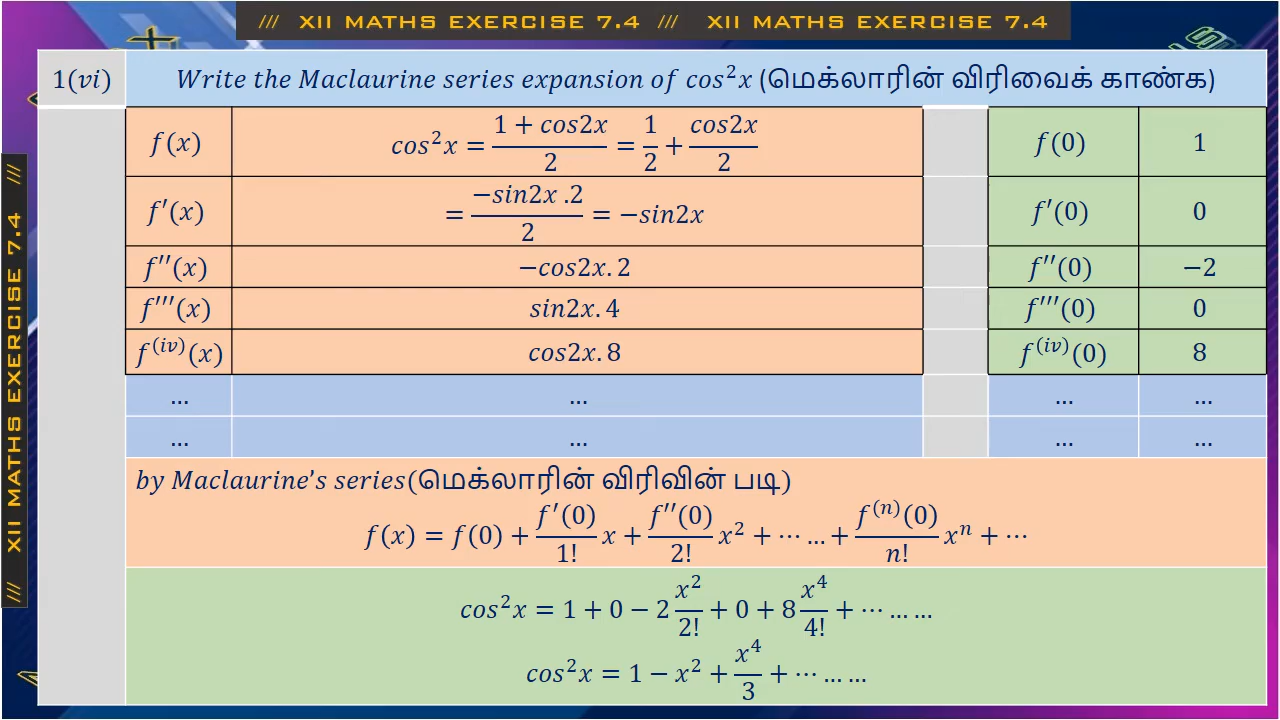 /// XII MATHS EXERCISE 7.4 /// XII MATHS EXERCISE 7.4
/// XII MATHS EXERCISE 7.4 ///
1(vi) Write the Maclaurine series expansion of cos²x (மெக்லாரின் விரிவைக் காண்க)
f(x) cos²x = (1 + cos2x)/2 = 1/2 + cos2x/2 f(0) 1
f′(x) = (−sin2x .2)/2 = −sin2x f′(0) 0
f′′(x) −cos2x. 2 f′′(0) −2
f′′′(x) sin2x. 4 f′′′(0) 0
f⁽ⁱᵛ⁾(x) cos2x. 8 f⁽ⁱᵛ⁾(0) 8
... ... ... ...
... ... ... ...
by Maclaurine's series(மெக்லாரின் விரிவின் படி)
f(x) = f(0) + f′(0)/1! x + f′′(0)/2! x² + ⋯ ... + f⁽ⁿ⁾(0)/n! xⁿ + ⋯
cos²x = 1 + 0 − 2 x²/2! + 0 + 8 x⁴/4! + ⋯ ... ...
cos²x = 1 − x² + x⁴/3 + ⋯ ... ...